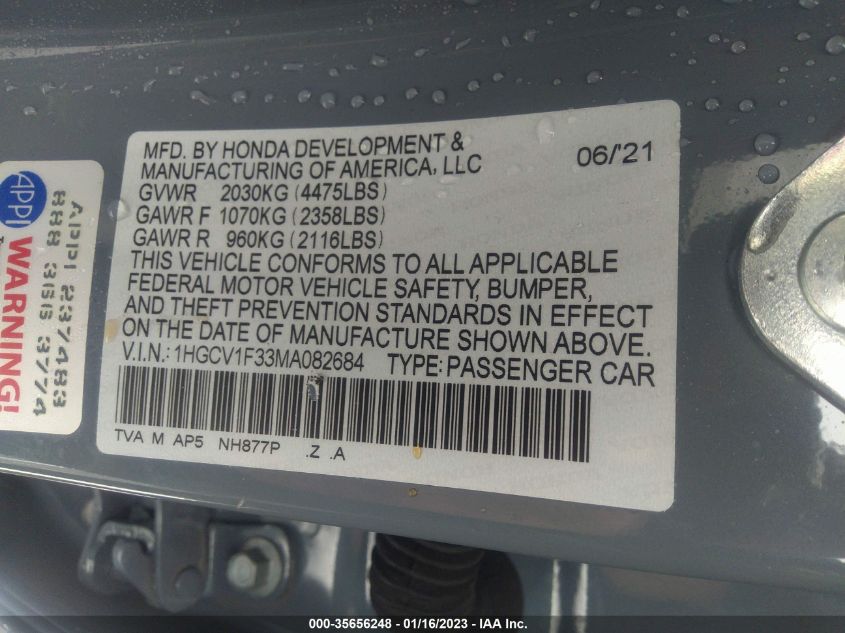 MFD. BY HONDA DEVELOPMENT & 
MANUFACTURING OF AMERICA, LLC 06/'21
GVWR 2030KG (4475LBS)
GAWR F 1070KG (2358LBS)
GAWR R 960KG (2116LBS)
THIS VEHICLE CONFORMS TO ALL APPLICABLE
FEDERAL MOTOR VEHICLE SAFETY, BUMPER,
AND THEFT PREVENTION STANDARDS IN EFFECT
ON THE DATE OF MANUFACTURE SHOWN ABOVE.
V.I.N.: 1HGCV1F33MA082684 TYPE: PASSENGER CAR
TVA M AP5 NH877P .Z .A
APPI
WARNING!
APPI 237483
888 366 3774
000-35656248 - 01/16/2023 - IAAI.com